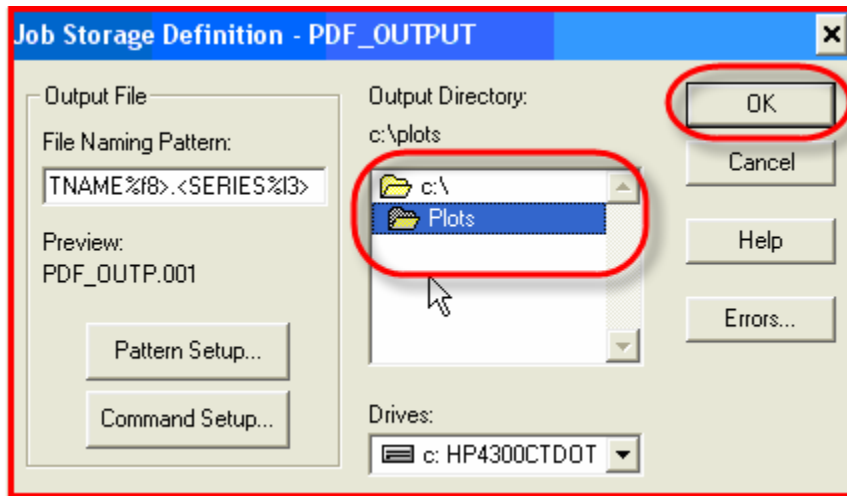 Job Storage Definition - PDF_OUTPUT
Output File
File Naming Pattern:
TNAME%f8>.<SERIES%I3>
Preview:
PDF_OUTP.001
Pattern Setup...
Command Setup...
Output Directory:
c:\plots
c:\
Plots
Drives:
c: HP4300CTDOT
OK
Cancel
Help
Errors...